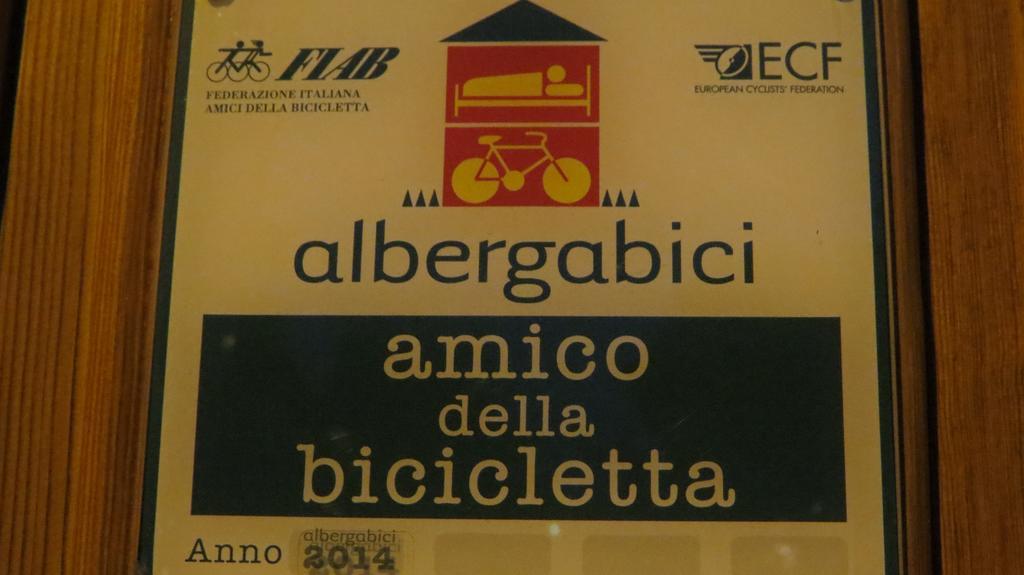 FIAB
FEDERAZIONE ITALIANA
AMICI DELLA BICICLETTA
ECF
EUROPEAN CYCLISTS' FEDERATION
albergabici
amico
della
bicicletta
Anno
albergabici
2014